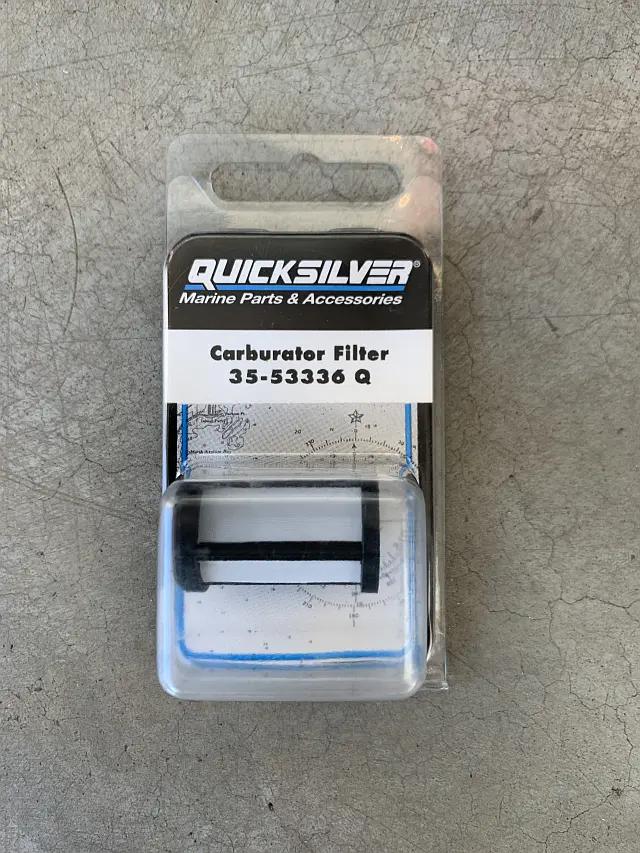 QUICKSILVER®
Marine Parts & Accessories
Carburator Filter
35-53336 Q